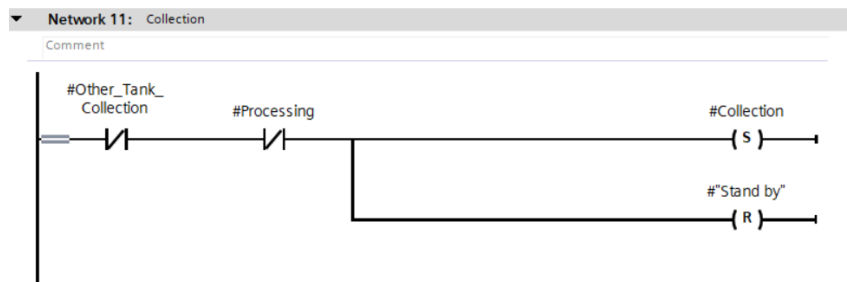 Network 11: Collection
Comment
#Other_Tank_
Collection
#Processing
#Collection
S
#"Stand by"
R